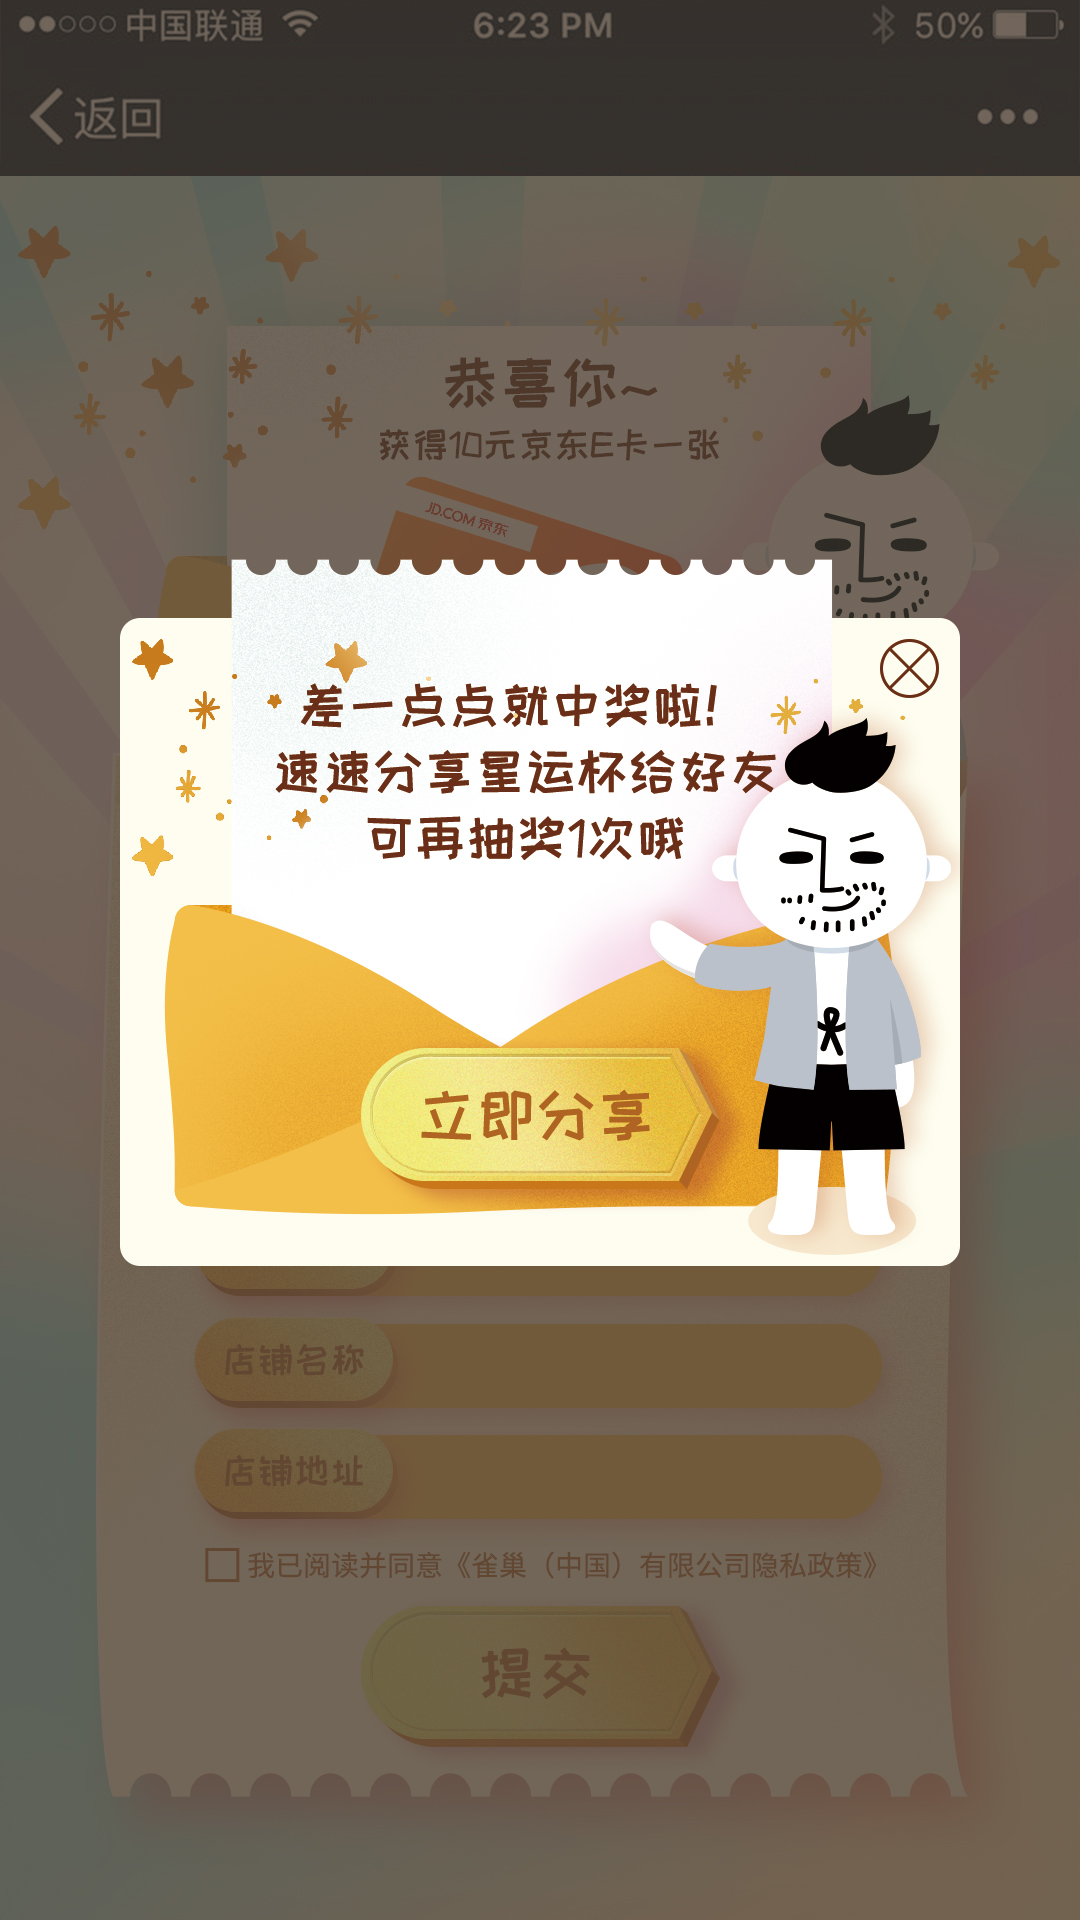 中国联通 6:23 PM 50%
返回
恭喜你~
获得10元京东E卡一张
JD.COM 京东
差一点点就中奖啦!
速速分享星运杯给好友
可再抽奖1次哦
立即分享
店铺名称
店铺地址
我已阅读并同意《雀巢（中国）有限公司隐私政策》
提交